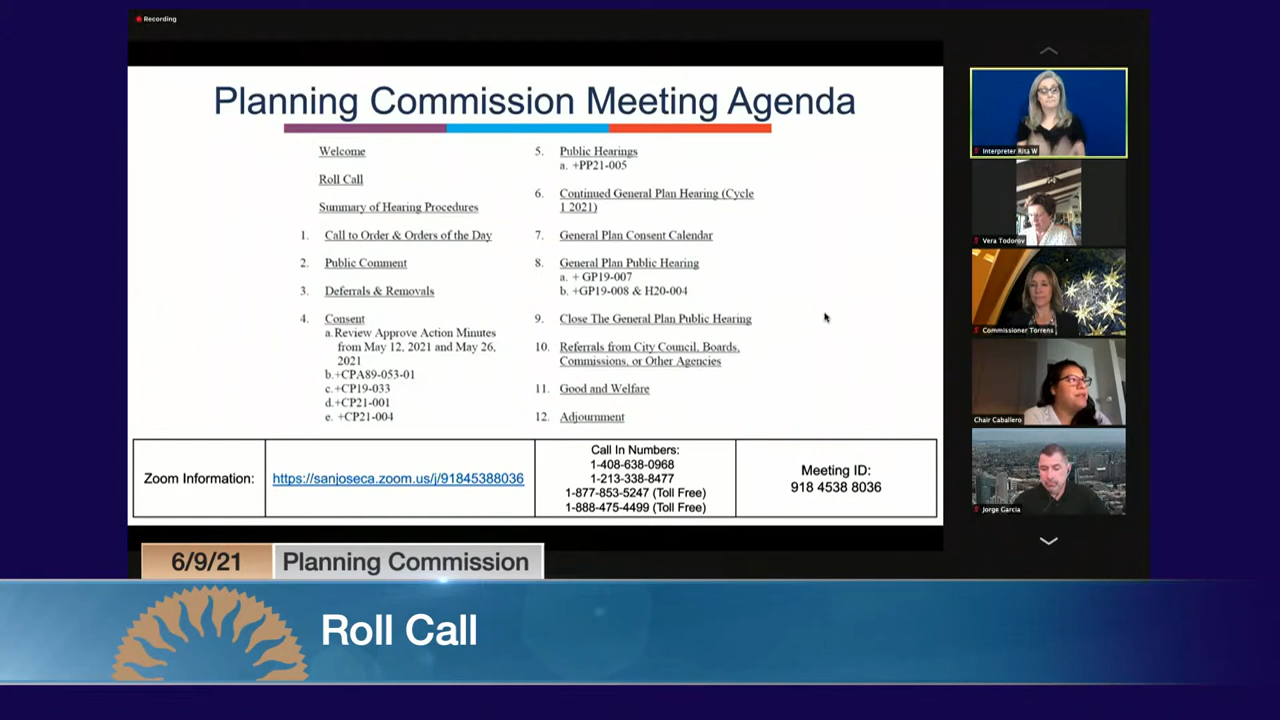 Recording
Planning Commission Meeting Agenda
Welcome
Roll Call
Summary of Hearing Procedures
1. Call to Order & Orders of the Day
2. Public Comment
3. Deferrals & Removals
4. Consent
a. Review Approve Action Minutes
from May 12, 2021 and May 26,
2021
b. +CPA89-053-01
c. +CP19-033
d. +CP21-001
e. +CP21-004
5. Public Hearings
a. +PP21-005
6. Continued General Plan Hearing (Cycle
1 2021)
7. General Plan Consent Calendar
8. General Plan Public Hearing
a. + GP19-007
b. +GP19-008 & H20-004
9. Close The General Plan Public Hearing
10. Referrals from City Council, Boards,
Commissions, or Other Agencies
11. Good and Welfare
12. Adjournment
Zoom Information:
https://sanjoseca.zoom.us/j/91845388036
Call In Numbers:
1-408-638-0968
1-213-338-8477
1-877-853-5247 (Toll Free)
1-888-475-4499 (Toll Free)
Meeting ID:
918 4538 8036
Interpreter Rita W
Vera Todorov
Commissioner Torrens
Chair Caballero
Jorge Garcia
6/9/21
Planning Commission
Roll Call